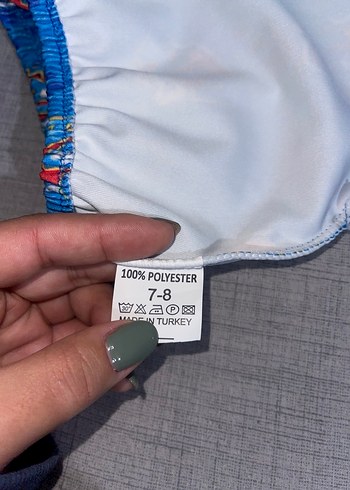 100% POLYESTER
7-8
P
MADE IN TURKEY